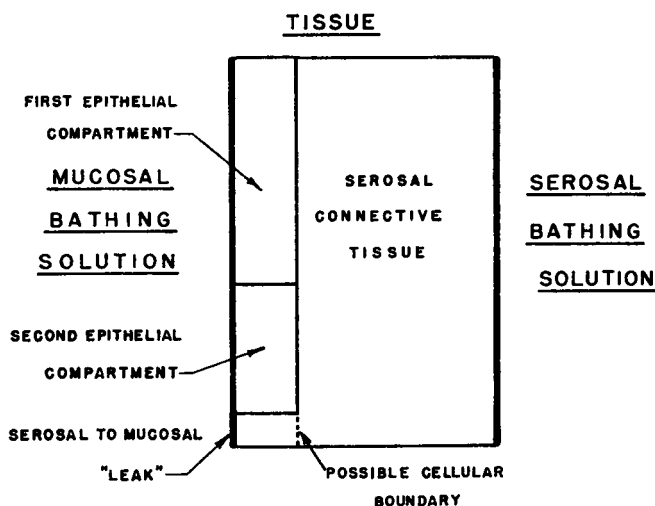 TISSUE
FIRST EPITHELIAL
COMPARTMENT
MUCOSAL
BATHING
SOLUTION
SEROSAL
CONNECTIVE
TISSUE
SEROSAL
BATHING
SOLUTION
SECOND EPITHELIAL
COMPARTMENT
SEROSAL TO MUCOSAL
"LEAK"
POSSIBLE CELLULAR
BOUNDARY